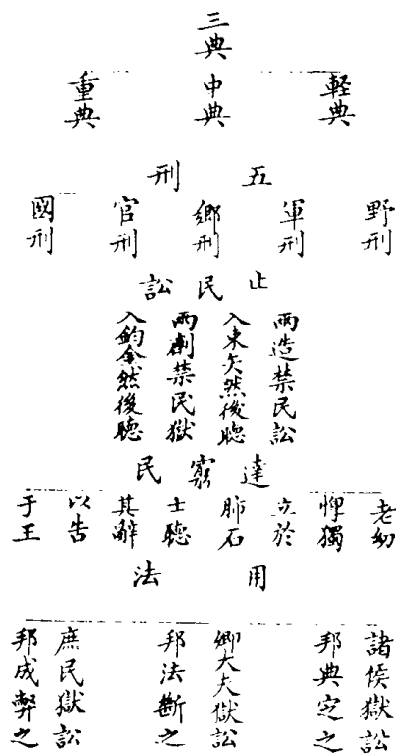 三典
軽典
中典
重典
五刑
野刑
軍刑
鄉刑
官刑
國刑
止民訟
兩造禁民訟
入束矢然後聽
兩劑禁民獄
入鈞金然後聽
達窮民
老幼
惸獨
立於
肺石
士聽
其辭
以告
于王
用法
諸侯獄訟
邦典定之
卿大夫獄訟
邦法斷之
庶民獄訟
邦成弊之